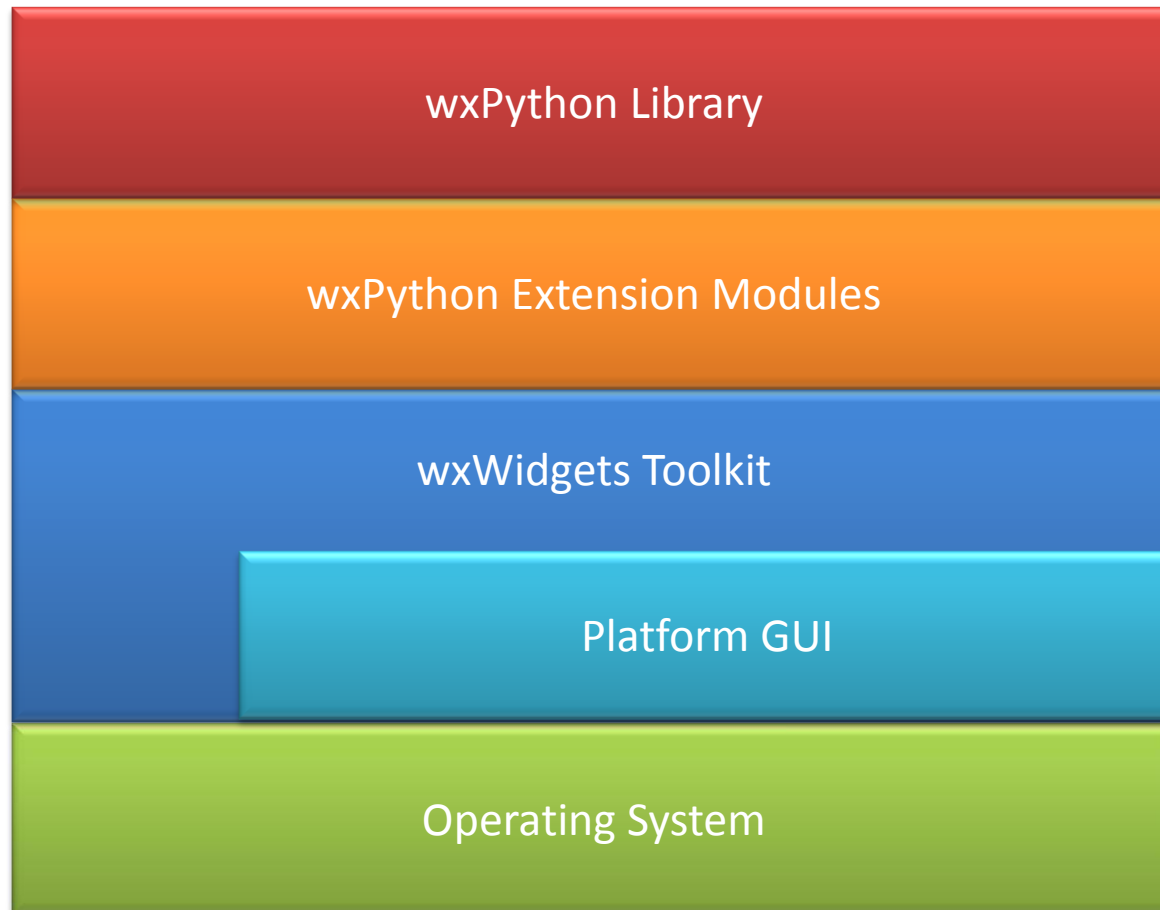 wxPython Library
wxPython Extension Modules
wxWidgets Toolkit
Platform GUI
Operating System